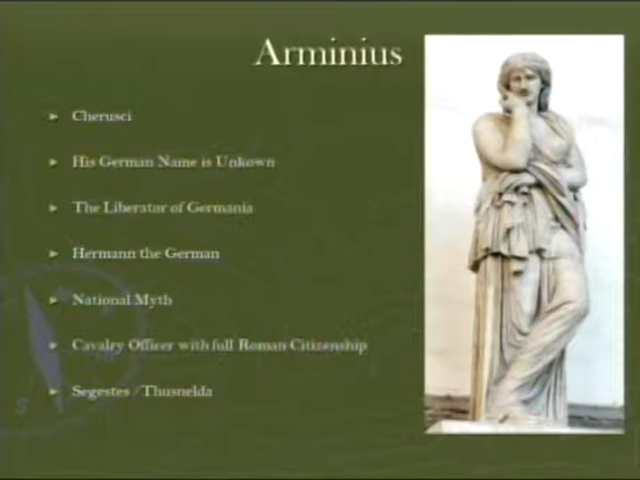 Arminius
Cherusci
His German Name is Unkown
The Liberator of Germania
Hermann the German
National Myth
Cavalry Officer with full Roman Citizenship
Segestes / Thusnelda
S